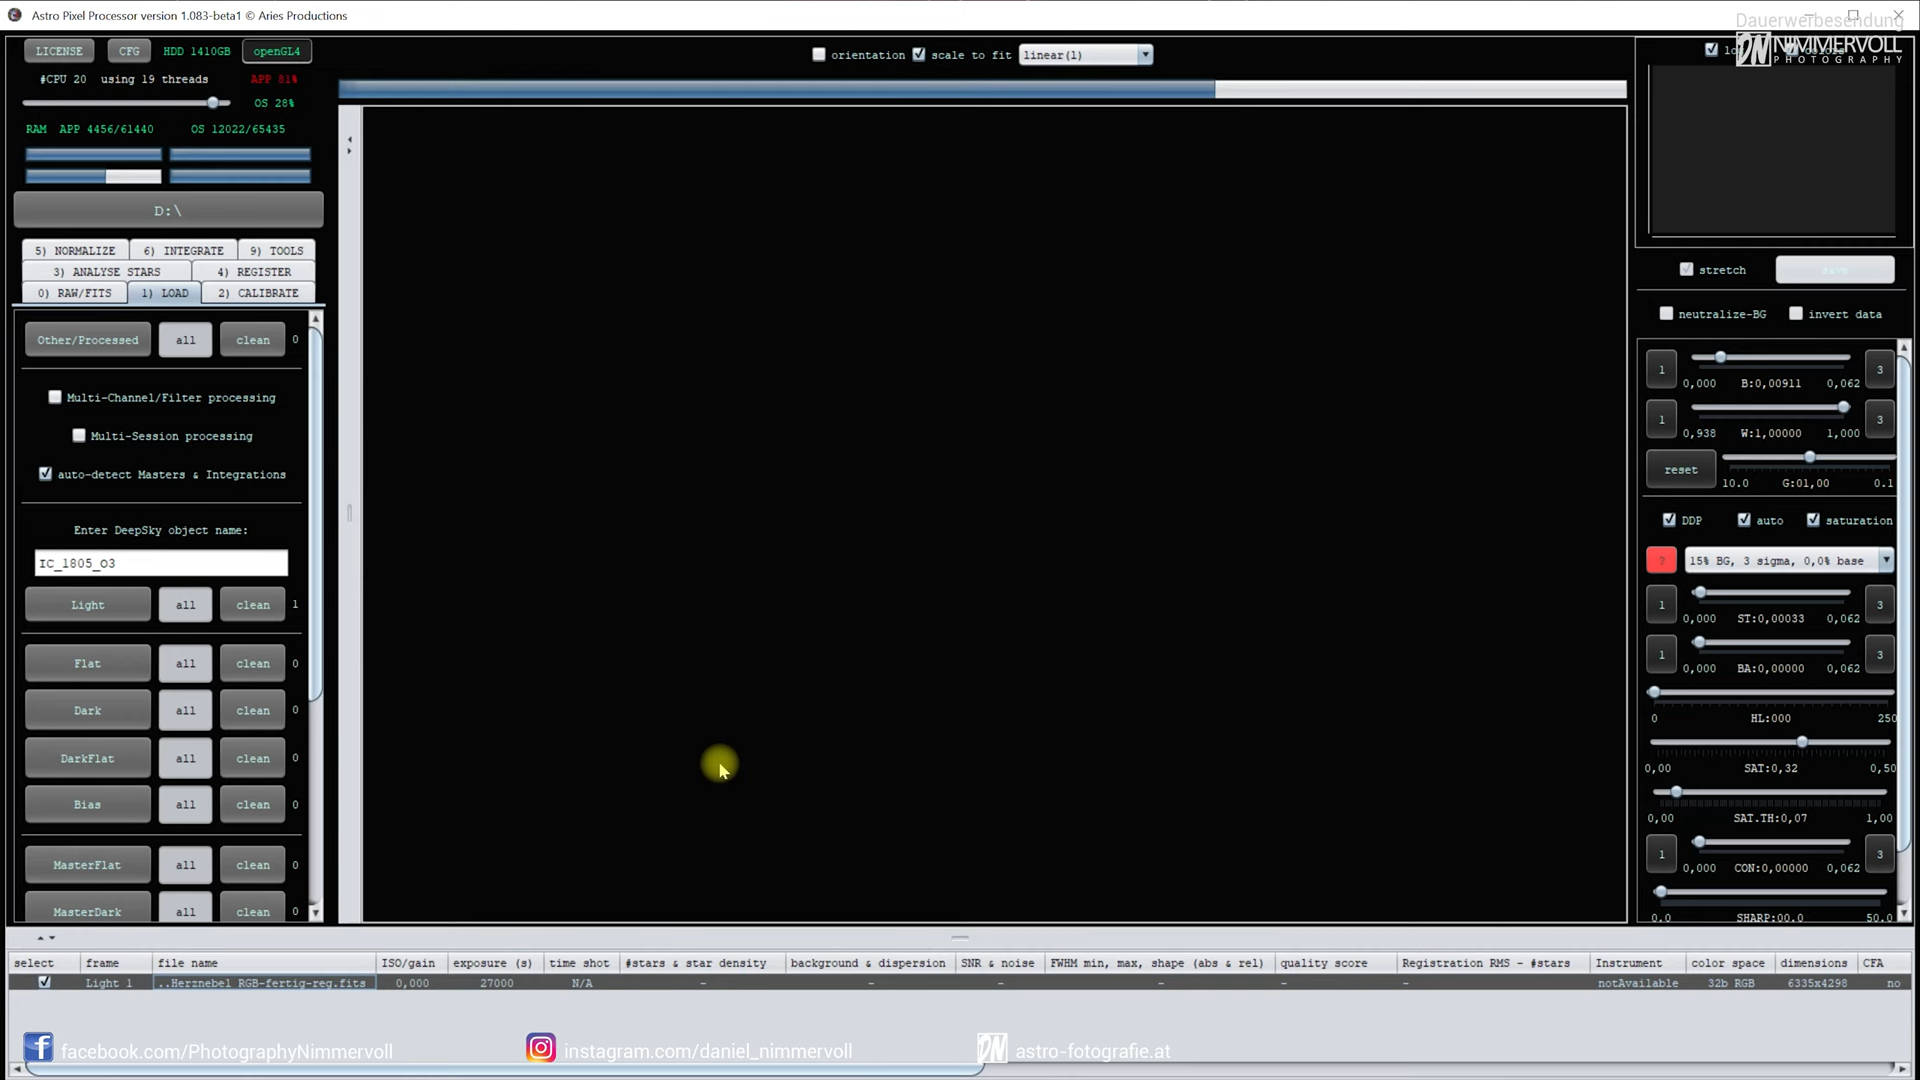 Astro Pixel Processor version 1.083-beta1 © Aries Productions
Dauerwerbesendung
LICENSE CFG HDD 1410GB openGL4
orientation scale to fit linear(l)
DN NIMMERVOLL
PHOTOGRAPHY
#CPU 20 using 19 threads APP 81%
OS 28%
RAM APP 4456/61440 OS 12022/65435
D:\
5) NORMALIZE 6) INTEGRATE 9) TOOLS
3) ANALYSE STARS 4) REGISTER
0) RAW/FITS 1) LOAD 2) CALIBRATE
Other/Processed all clean 0
Multi-Channel/Filter processing
Multi-Session processing
auto-detect Masters & Integrations
Enter DeepSky object name:
IC_1805_O3
Light all clean 1
Flat all clean 0
Dark all clean 0
DarkFlat all clean 0
Bias all clean 0
MasterFlat all clean 0
MasterDark all clean 0
stretch save
neutralize-BG invert data
1 3
0,000 B:0,00911 0,062
1 3
0,938 W:1,00000 1,000
reset
10.0 G:01,00 0.1
DDP auto saturation
? 15% BG, 3 sigma, 0,0% base
1 3
0,000 ST:0,00033 0,062
1 3
0,000 BA:0,00000 0,062
0 HL:000 250
0,00 SAT:0,32 0,50
0,00 SAT.TH:0,07 1,00
1 3
0,000 CON:0,00000 0,062
0.0 SHARP:00.0 50.0
select frame file name ISO/gain exposure (s) time shot #stars & star density background & dispersion SNR & noise FWHM min, max, shape (abs & rel) quality score Registration RMS - #stars Instrument color space dimensions CFA
Light 1 ..Herznebel RGB-fertig-reg.fits 0,000 27000 N/A - - - - - - notAvailable 32b RGB 6335x4298 no
facebook.com/PhotographyNimmervoll instagram.com/daniel_nimmervoll DN astro-fotografie.at